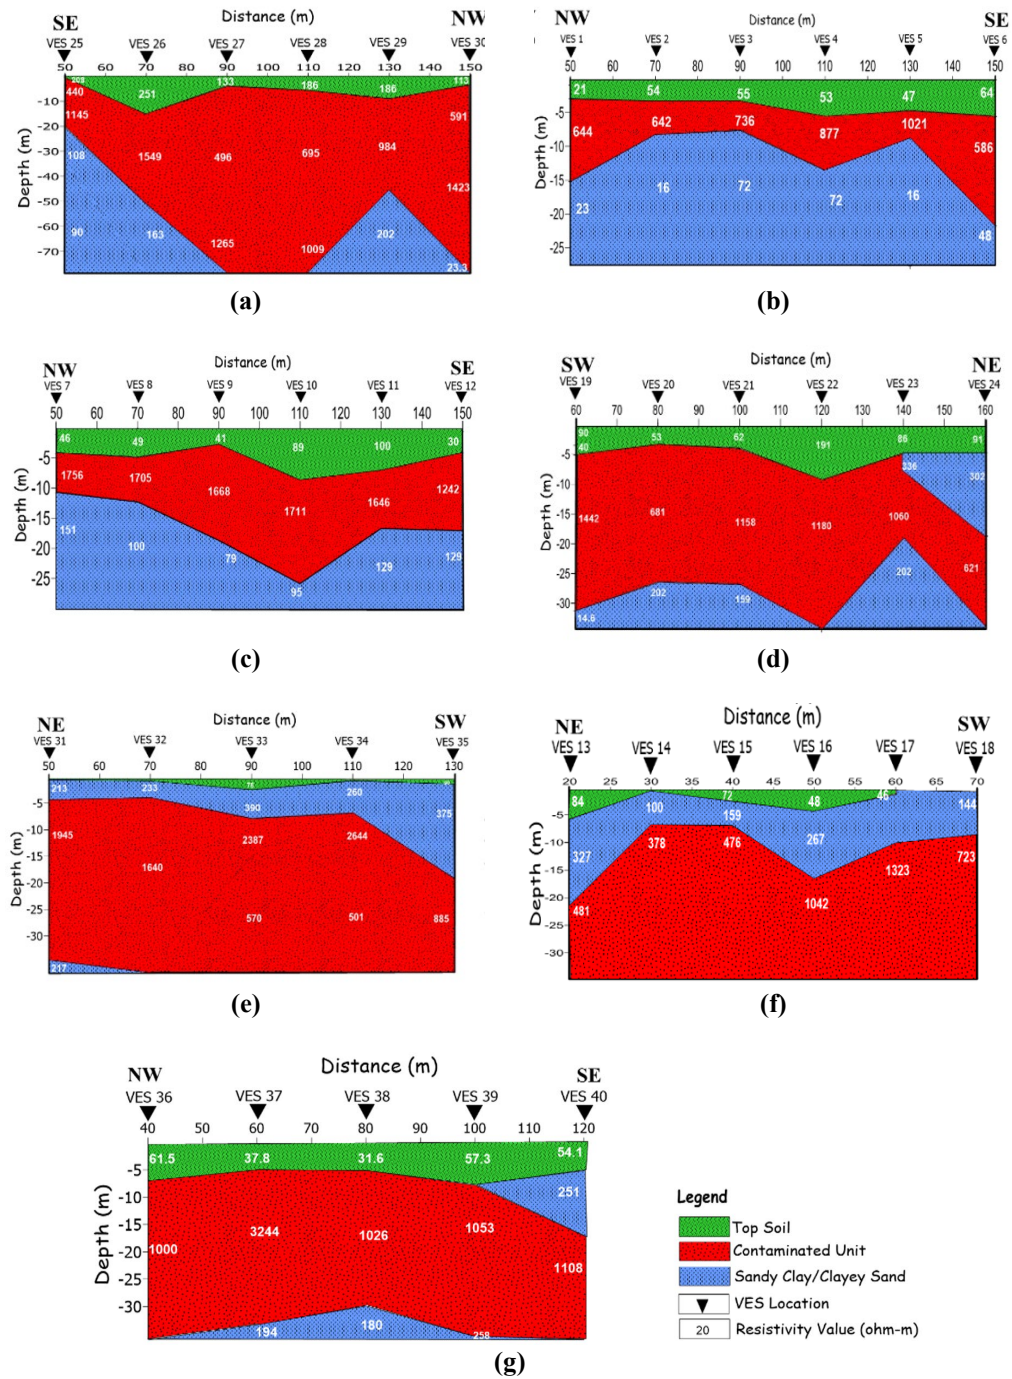 SE Distance (m) NW
VES 25 VES 26 VES 27 VES 28 VES 29 VES 30
50 60 70 80 90 100 110 120 130 140 150
Depth (m)
-10
-20
-30
-40
-50
-60
-70
251 133 186 186 113
440 591
1145
108 1549 496 695 984
1423
90 163 1265 1009 202
23.3
(a)
NW Distance (m) SE
VES 1 VES 2 VES 3 VES 4 VES 5 VES 6
50 60 70 80 90 100 110 120 130 140 150
Depth (m)
-5
-10
-15
-20
-25
21 54 55 53 47 64
644 642 736 877 1021 586
23 16 72 72 16 48
(b)
NW Distance (m) SE
VES 7 VES 8 VES 9 VES 10 VES 11 VES 12
50 60 70 80 90 100 110 120 130 140 150
Depth (m)
-5
-10
-15
-20
-25
46 49 41 89 100 30
1756 1705 1668 1711 1646 1242
151 100 79 95 129 129
(c)
SW Distance (m) NE
VES 19 VES 20 VES 21 VES 22 VES 23 VES 24
60 70 80 90 100 110 120 130 140 150 160
Depth (m)
-5
-10
-15
-20
-25
-30
90 53 62 191 86 91
40
336 302
1442 681 1158 1180 1060 621
202 159 202
(d)
NE Distance (m) SW
VES 31 VES 32 VES 33 VES 34 VES 35
50 60 70 80 90 100 110 120 130
Depth (m)
-5
-10
-15
-20
-25
-30
213 233 390 260 375
1945 1640 2387 2644
570 501 885
217
(e)
NE Distance (m) SW
VES 13 VES 14 VES 15 VES 16 VES 17 VES 18
20 25 30 35 40 45 50 55 60 65 70
Depth (m)
-5
-10
-15
-20
-25
-30
84 72 48 46
327 100 159 267 144
481 378 476 1042 1323 723
(f)
NW Distance (m) SE
VES 36 VES 37 VES 38 VES 39 VES 40
40 50 60 70 80 90 100 110 120
Depth (m)
-5
-10
-15
-20
-25
-30
61.5 37.8 31.6 57.3 54.1
251
1000 3244 1026 1053 1108
194 180 258
(g)
Legend
Top Soil
Contaminated Unit
Sandy Clay/Clayey Sand
VES Location
20 Resistivity Value (ohm-m)